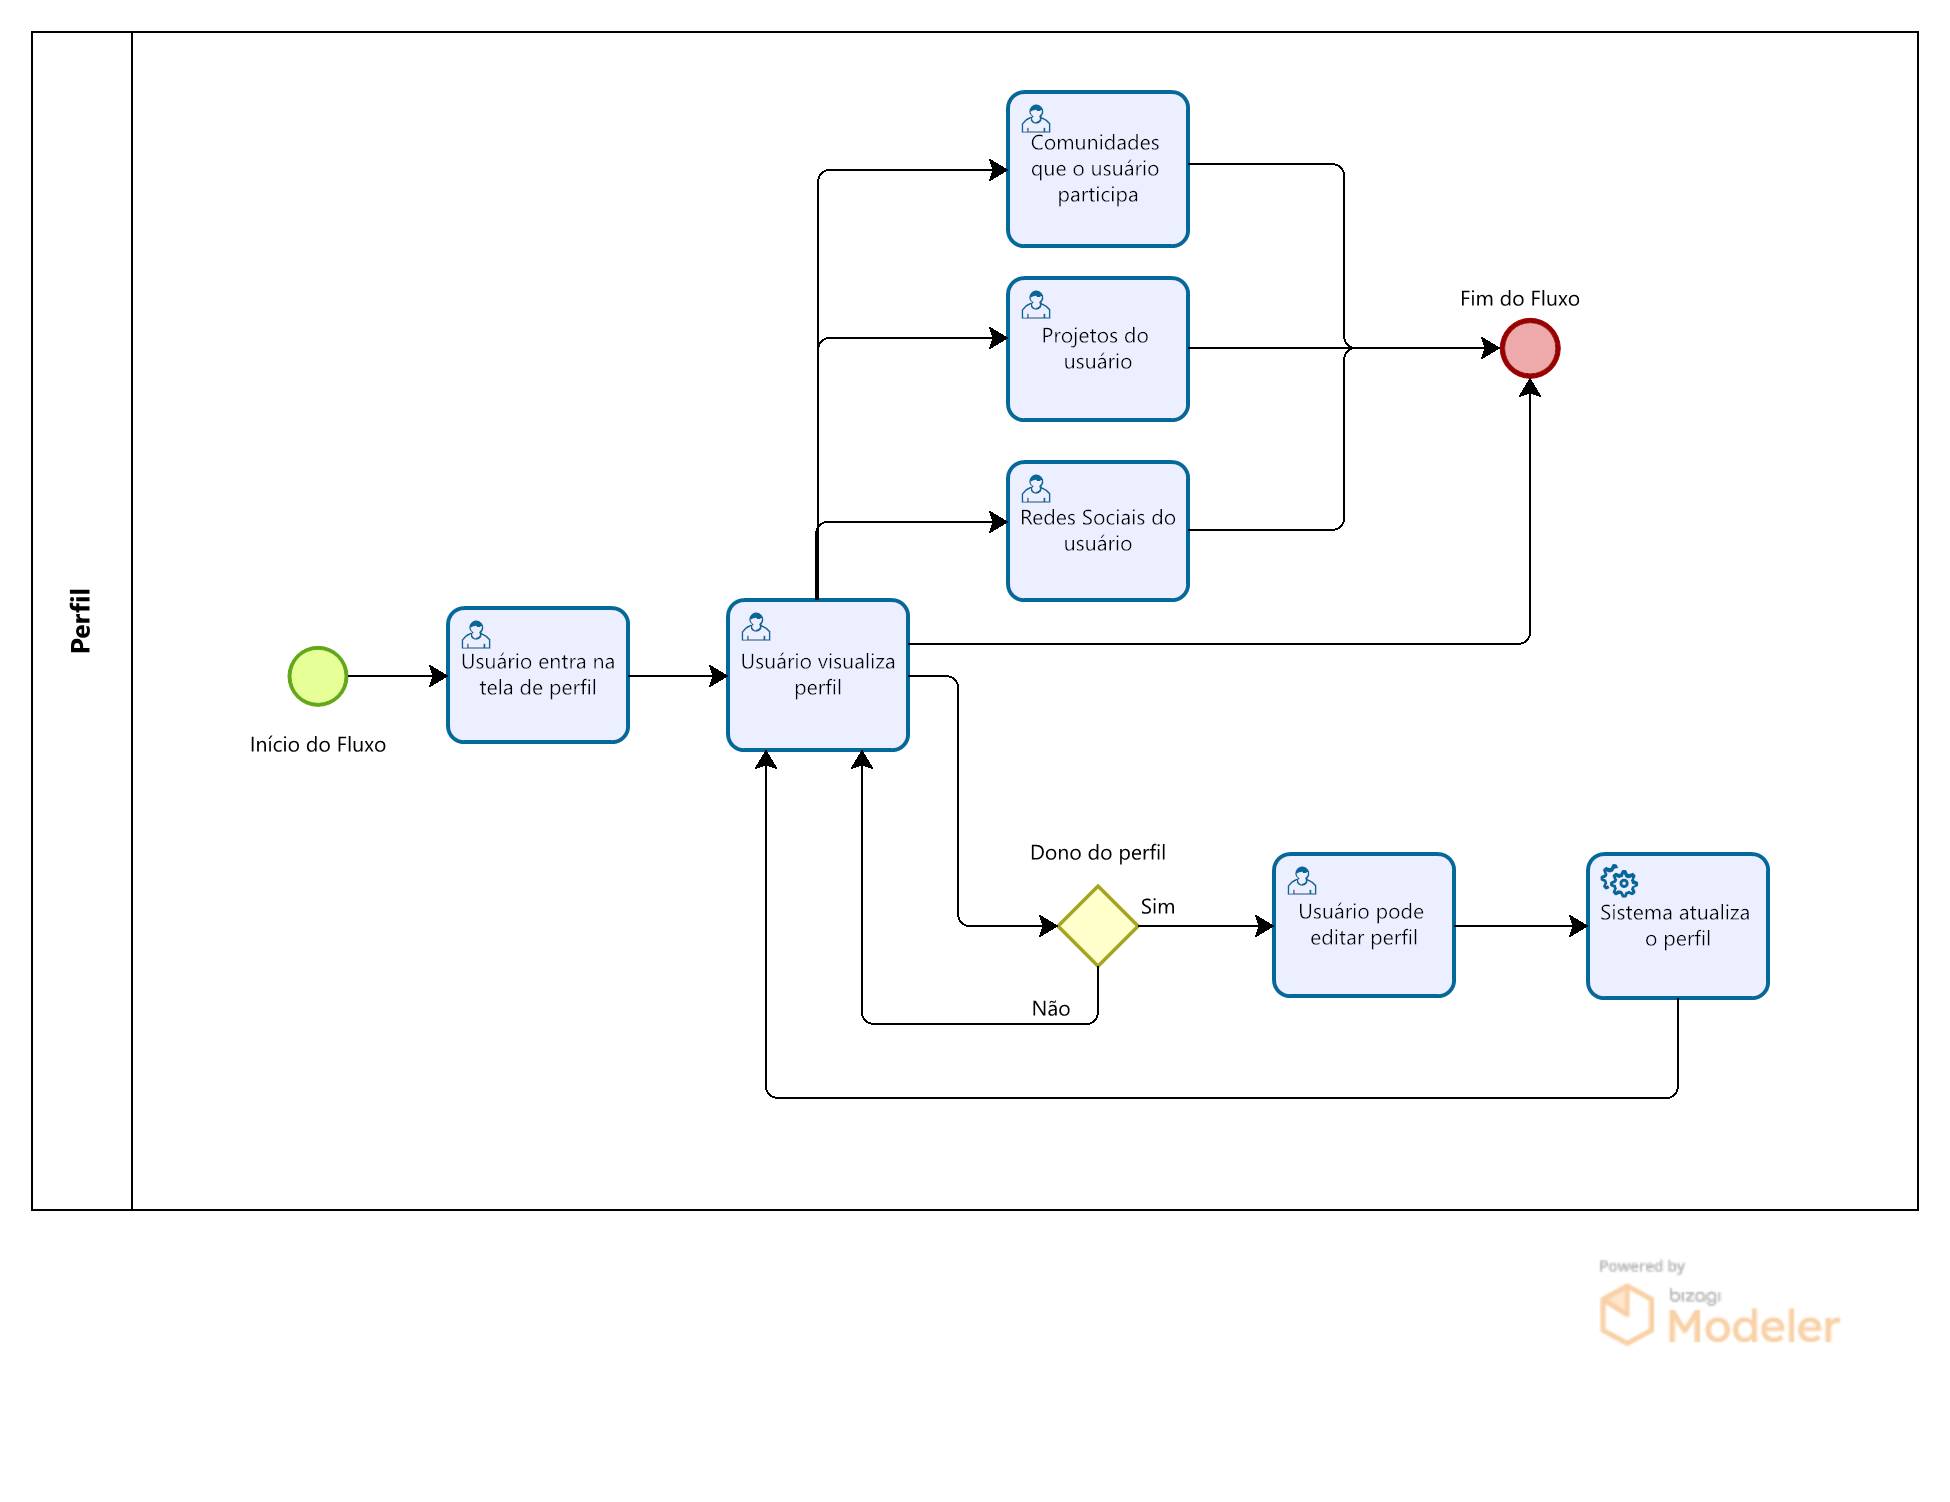 Perfil
Comunidades
que o usuário
participa
Projetos do
usuário
Fim do Fluxo
Redes Sociais do
usuário
Usuário entra na
tela de perfil
Usuário visualiza
perfil
Início do Fluxo
Dono do perfil
Sim
Não
Usuário pode
editar perfil
Sistema atualiza
o perfil
Powered by
bizagi
Modeler